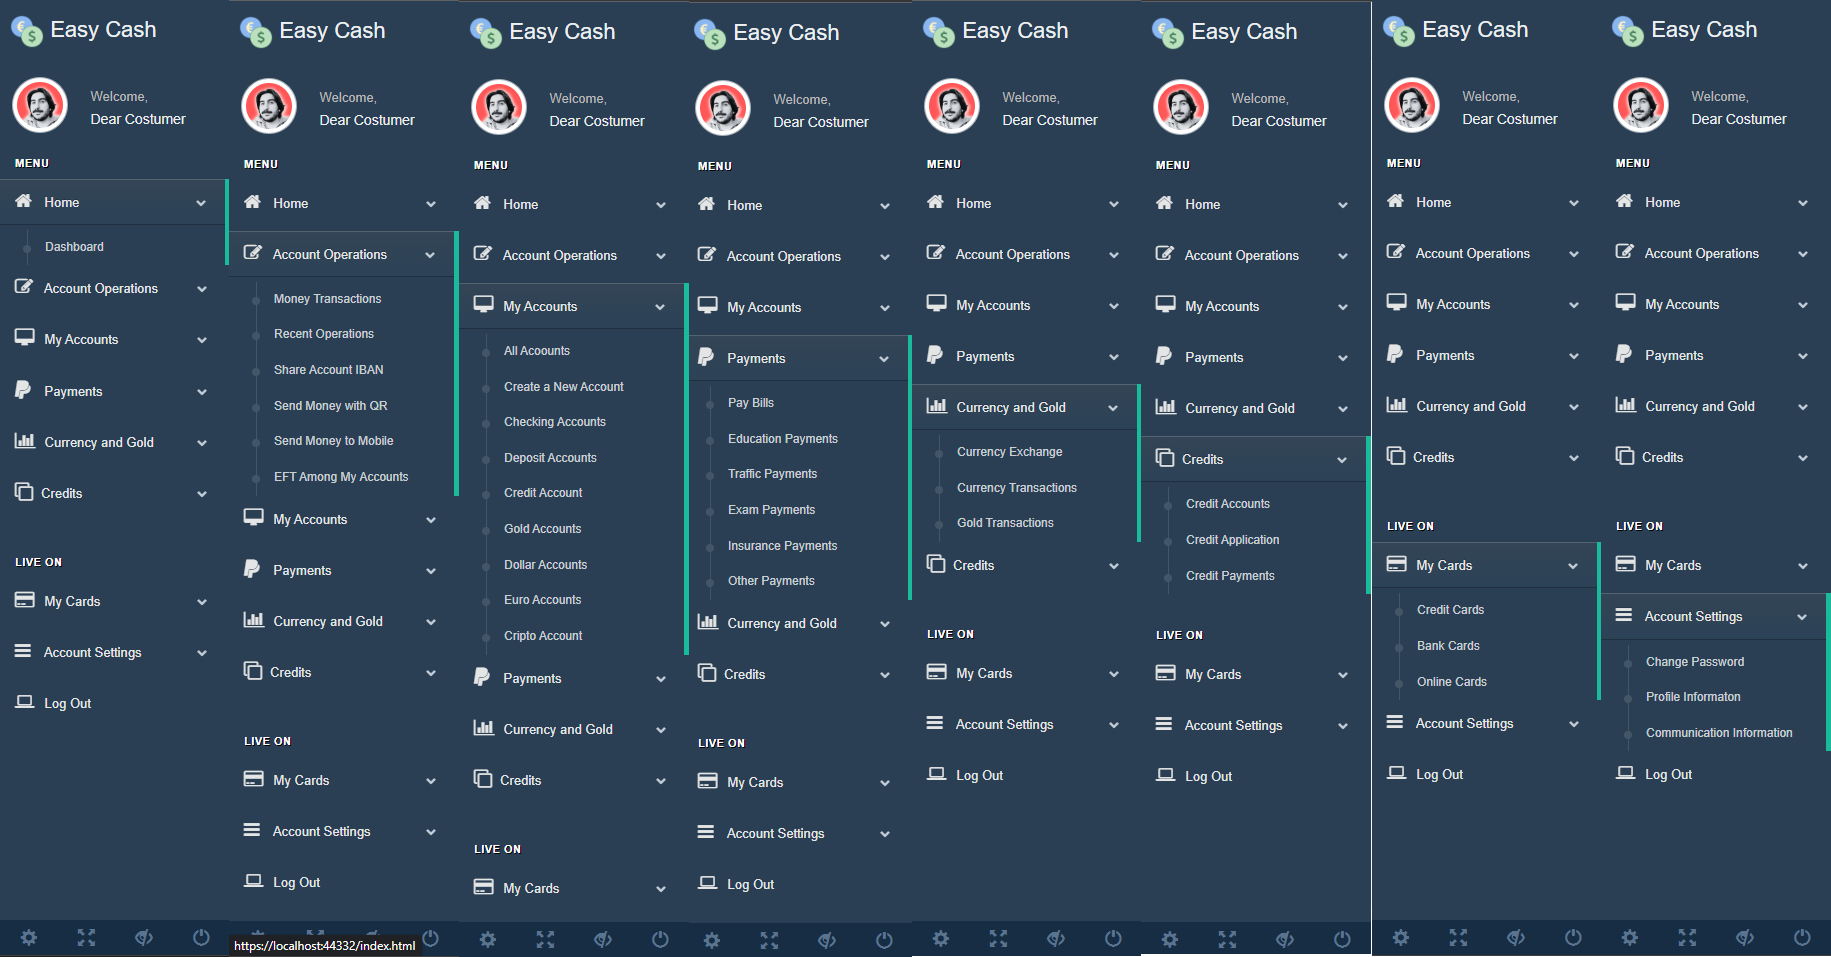 Easy Cash
Welcome,
Dear Costumer
MENU
Home
Dashboard
Account Operations
My Accounts
Payments
Currency and Gold
Credits
LIVE ON
My Cards
Account Settings
Log Out
Easy Cash
Welcome,
Dear Costumer
MENU
Home
Account Operations
Money Transactions
Recent Operations
Share Account IBAN
Send Money with QR
Send Money to Mobile
EFT Among My Accounts
My Accounts
Payments
Currency and Gold
Credits
LIVE ON
My Cards
Account Settings
Log Out
https://localhost:44332/index.html
Easy Cash
Welcome,
Dear Costumer
MENU
Home
Account Operations
My Accounts
All Acoounts
Create a New Account
Checking Accounts
Deposit Accounts
Credit Account
Gold Accounts
Dollar Accounts
Euro Accounts
Cripto Account
Payments
Currency and Gold
Credits
LIVE ON
My Cards
Easy Cash
Welcome,
Dear Costumer
MENU
Home
Account Operations
My Accounts
Payments
Pay Bills
Education Payments
Traffic Payments
Exam Payments
Insurance Payments
Other Payments
Currency and Gold
Credits
LIVE ON
My Cards
Account Settings
Log Out
Easy Cash
Welcome,
Dear Costumer
MENU
Home
Account Operations
My Accounts
Payments
Currency and Gold
Currency Exchange
Currency Transactions
Gold Transactions
Credits
LIVE ON
My Cards
Account Settings
Log Out
Easy Cash
Welcome,
Dear Costumer
MENU
Home
Account Operations
My Accounts
Payments
Currency and Gold
Credits
Credit Accounts
Credit Application
Credit Payments
LIVE ON
My Cards
Account Settings
Log Out
Easy Cash
Welcome,
Dear Costumer
MENU
Home
Account Operations
My Accounts
Payments
Currency and Gold
Credits
LIVE ON
My Cards
Credit Cards
Bank Cards
Online Cards
Account Settings
Log Out
Easy Cash
Welcome,
Dear Costumer
MENU
Home
Account Operations
My Accounts
Payments
Currency and Gold
Credits
LIVE ON
My Cards
Account Settings
Change Password
Profile Informaton
Communication Information
Log Out